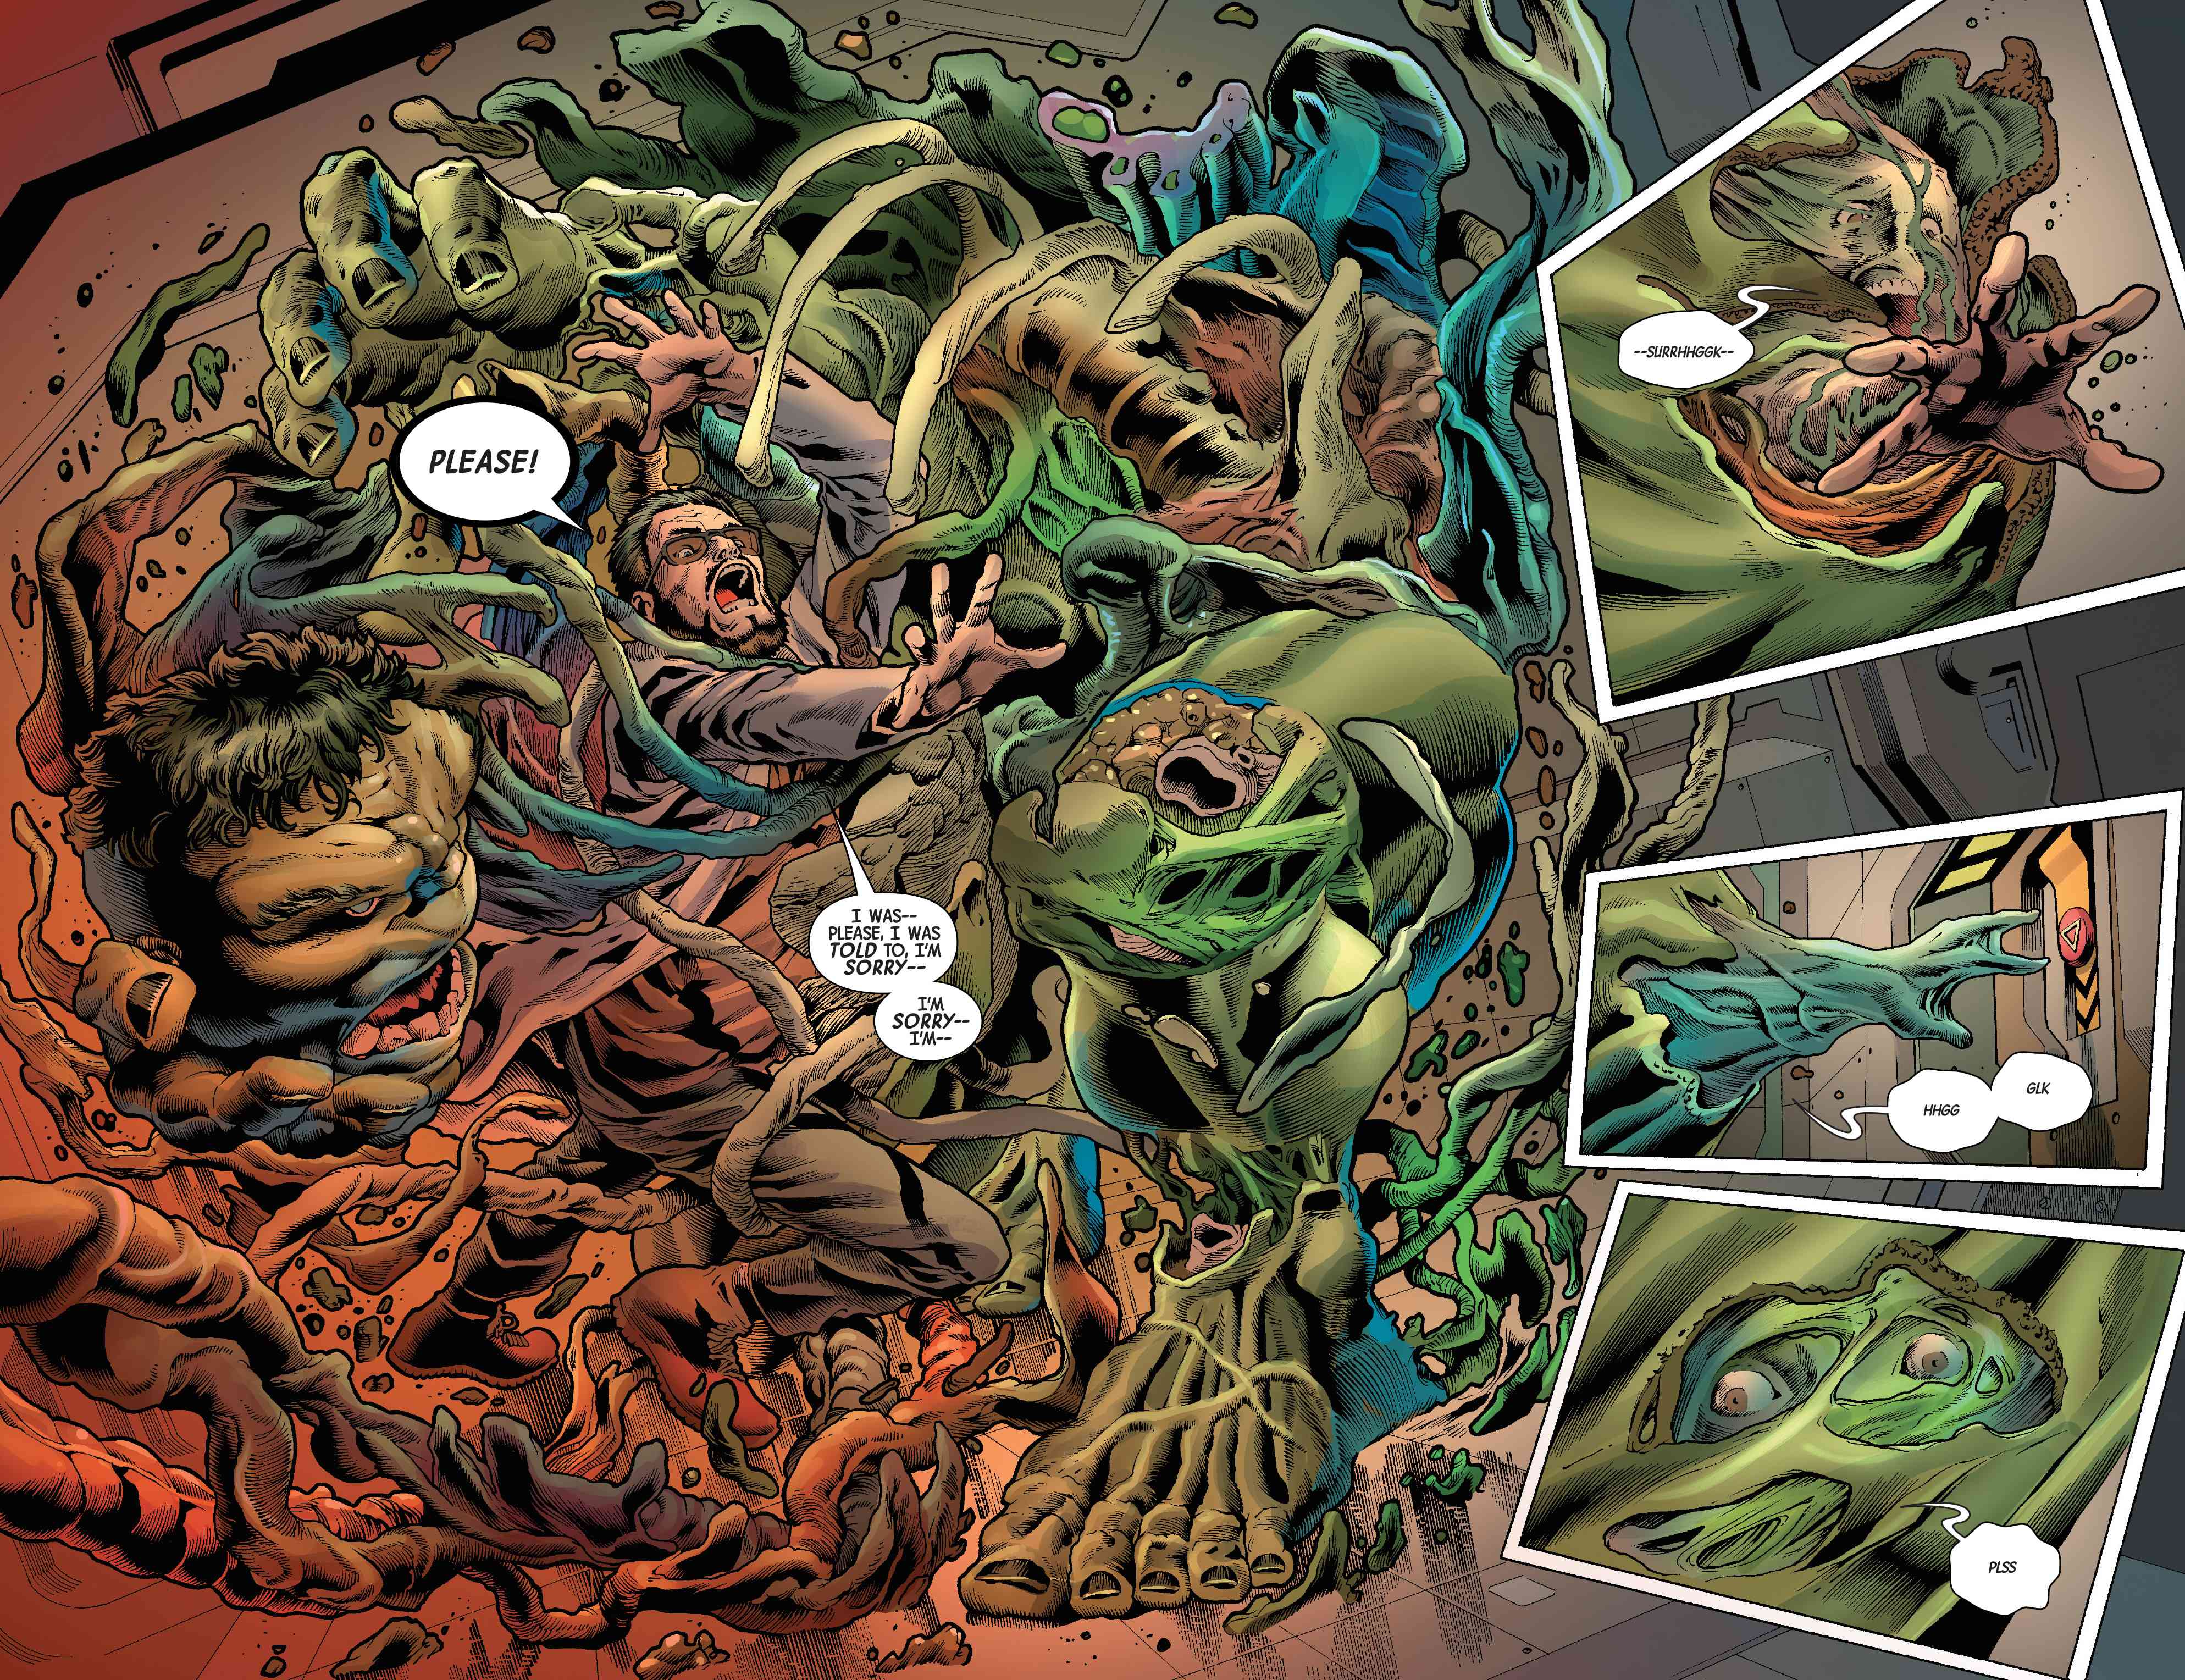 PLEASE!
I WAS--
PLEASE, I WAS
TOLD TO, I'M
SORRY--
I'M
SORRY--
I'M--
--SURRHHGGK--
HHGG
GLK
PLSS